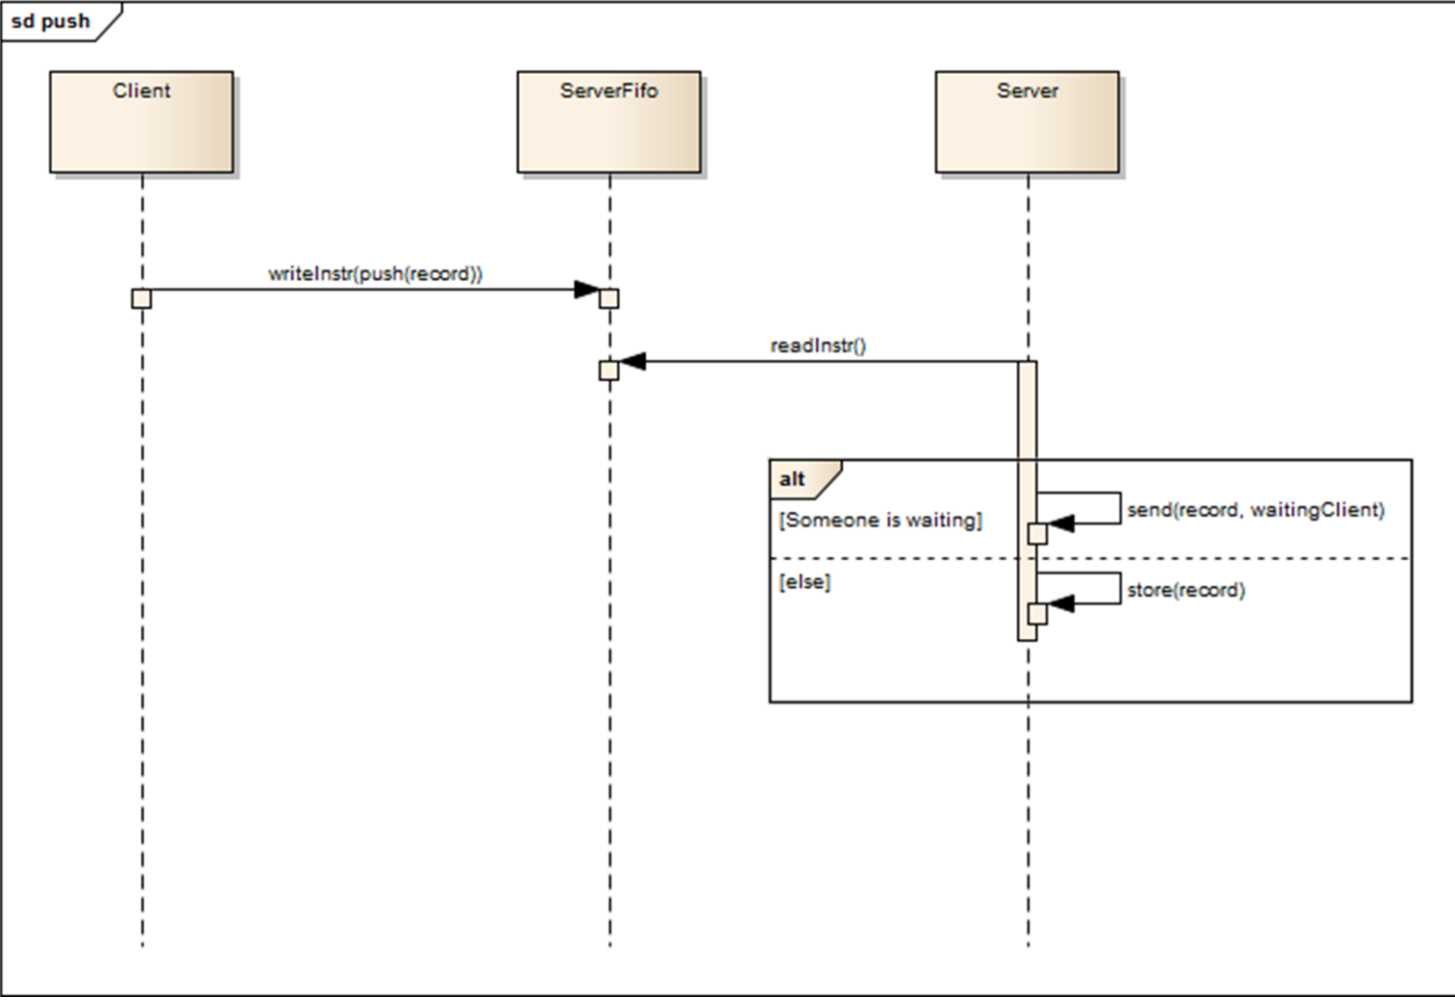 sd push
Client
ServerFifo
Server
writeInstr(push(record))
readInstr()
alt
[Someone is waiting]
send(record, waitingClient)
[else]
store(record)